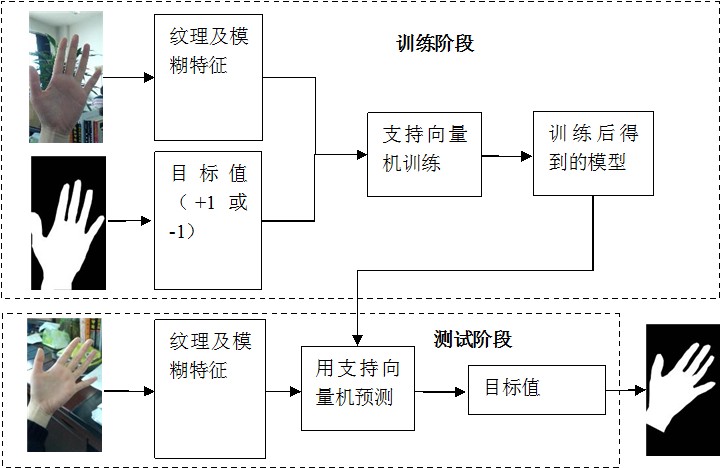 训练阶段
纹理及模
糊特征
支持向量
机训练
训练后得
到的模型
目标值
（+1或
-1）
测试阶段
纹理及模
糊特征
用支持向
量机预测
目标值